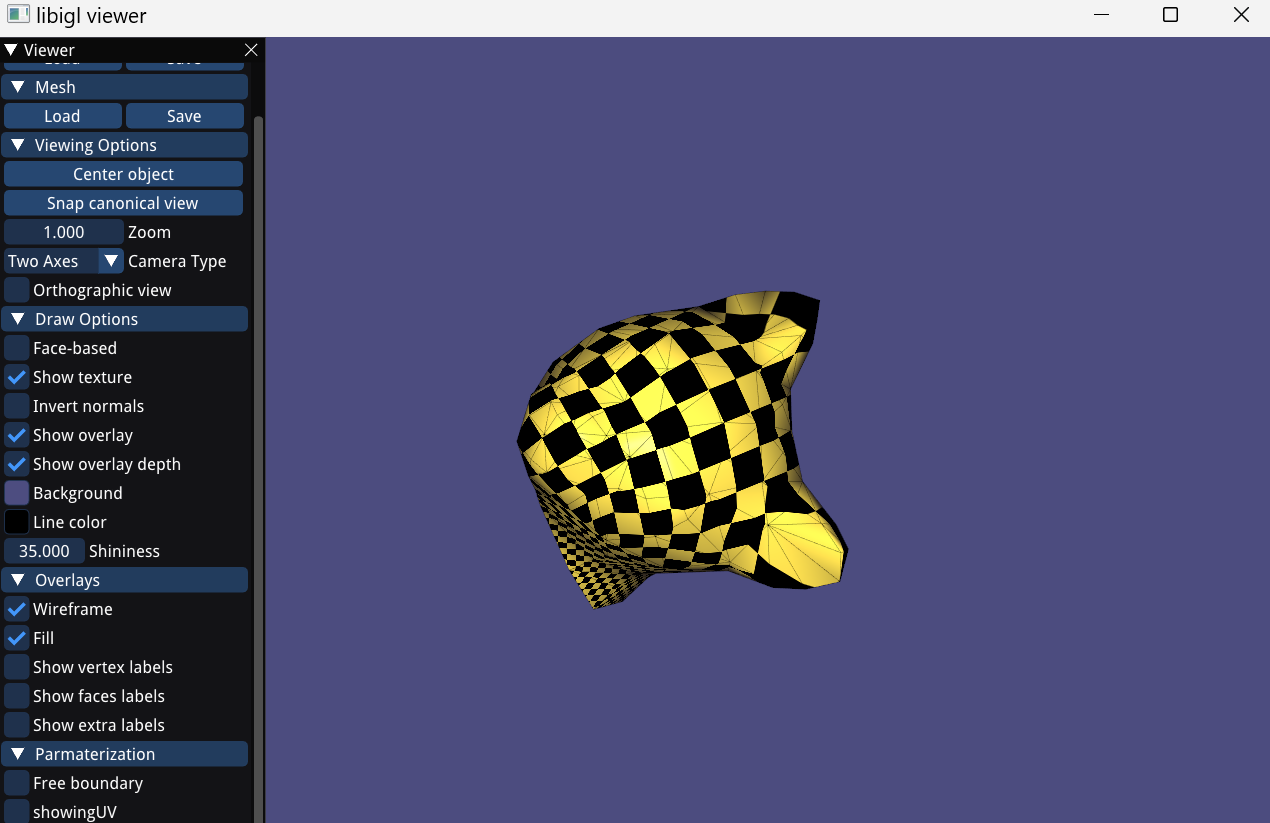 libigl viewer
Viewer
Mesh
Load Save
Viewing Options
Center object
Snap canonical view
1.000 Zoom
Two Axes Camera Type
Orthographic view
Draw Options
Face-based
Show texture
Invert normals
Show overlay
Show overlay depth
Background
Line color
35.000 Shininess
Overlays
Wireframe
Fill
Show vertex labels
Show faces labels
Show extra labels
Parmaterization
Free boundary
showingUV